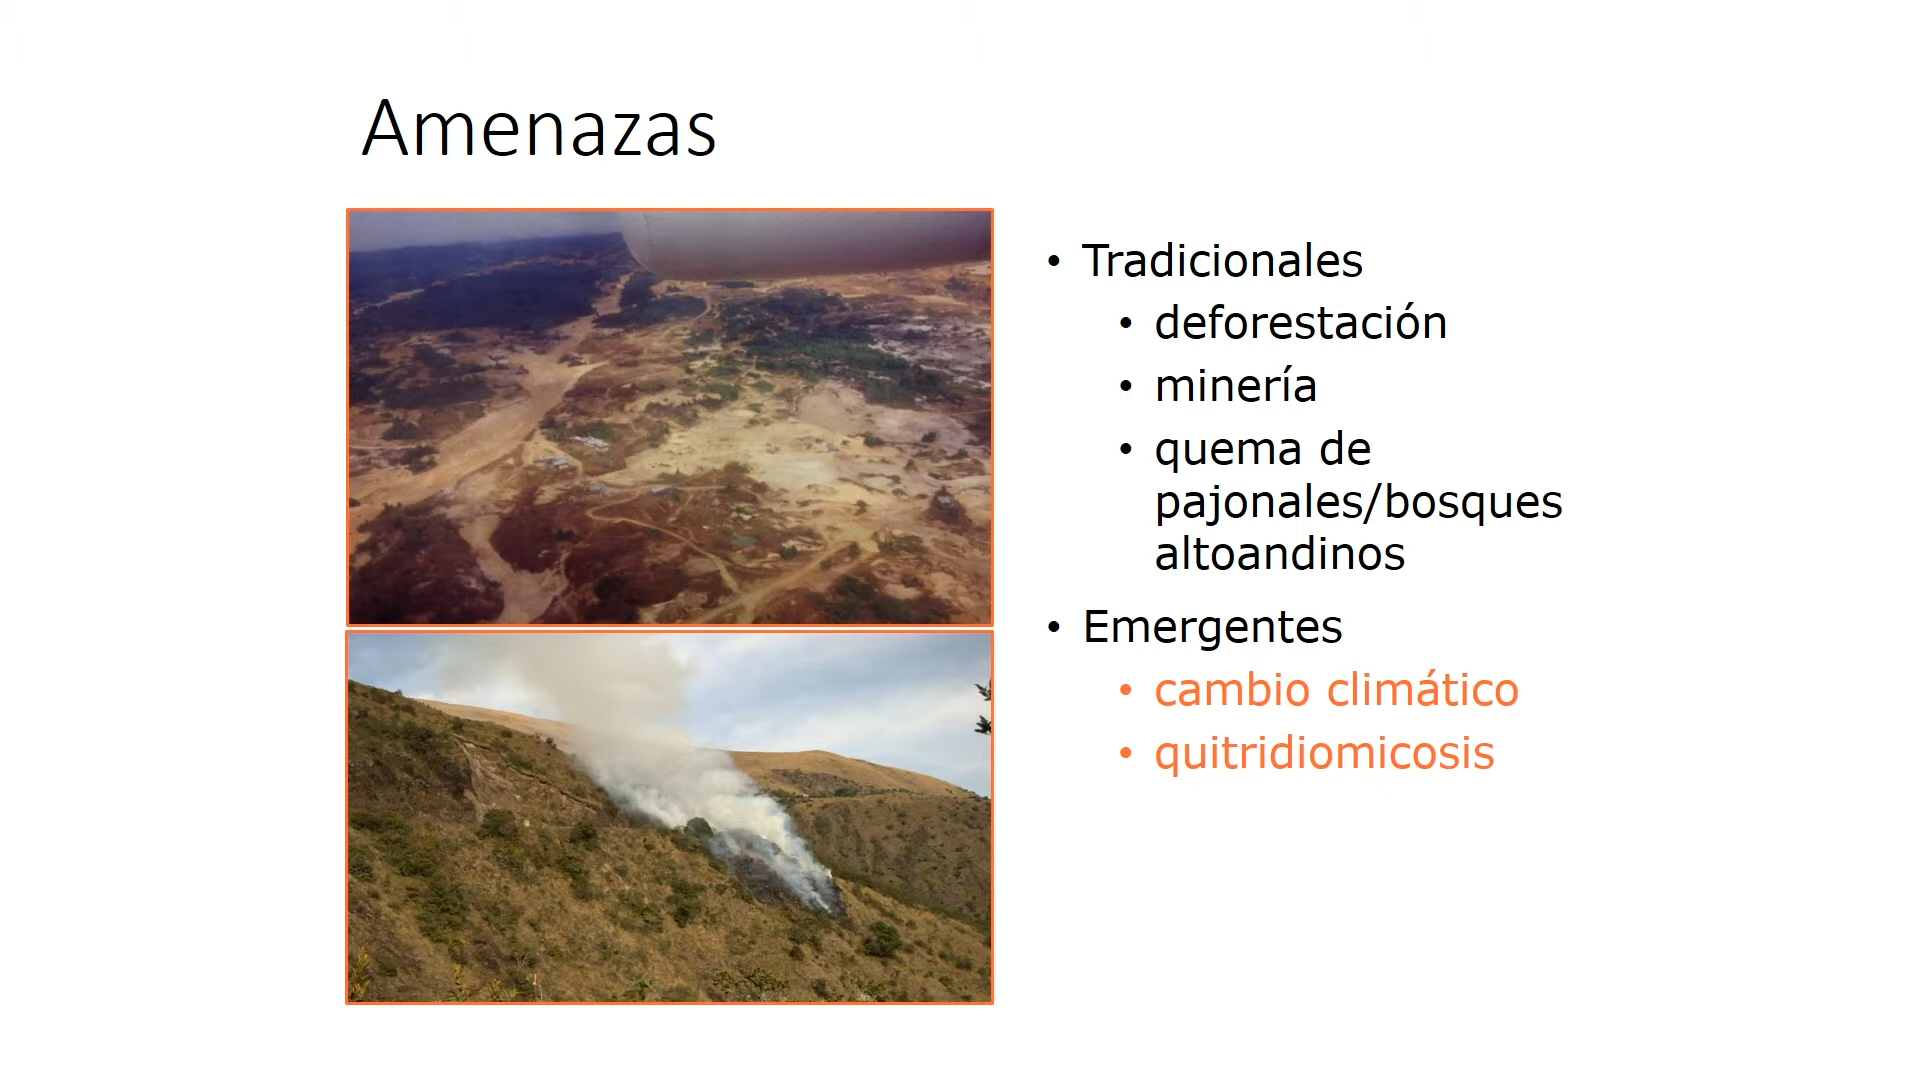 Amenazas
• Tradicionales
• deforestación
• minería
• quema de
pajonales/bosques
altoandinos
• Emergentes
• cambio climático
• quitridiomicosis